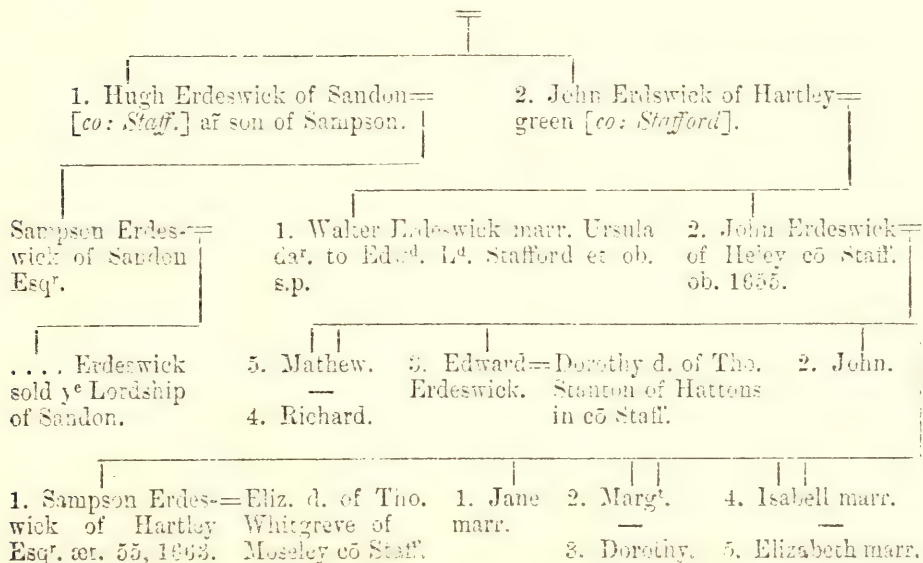 1. Hugh Erdeswick of Sandon=
[co: Staff.] ar̃ son of Sampson.
2. John Erdswick of Hartley=
green [co: Stafford].
Sampson Erdes-=
wick of Sandon
Esqr.
1. Walter Erdeswick marr. Ursula
dar. to Edwd. Ld. Stafford et ob.
s.p.
2. John Erdeswick=
of Heley cō Staff.
ob. 1655.
.... Erdeswick
sold ye Lordship
of Sandon.
5. Mathew.
—
4. Richard.
3. Edward=
Erdeswick.
Dorothy d. of Tho.
Stanton of Hattons
in cō Staff.
2. John.
1. Sampson Erdes-=
wick of Hartley
Esqr. æt. 55, 1663.
Eliz. d. of Tho.
Whitgreve of
Moseley cō Staff.
1. Jane
marr.
2. Margt.
—
3. Dorothy.
4. Isabell marr.
—
5. Elizabeth marr.